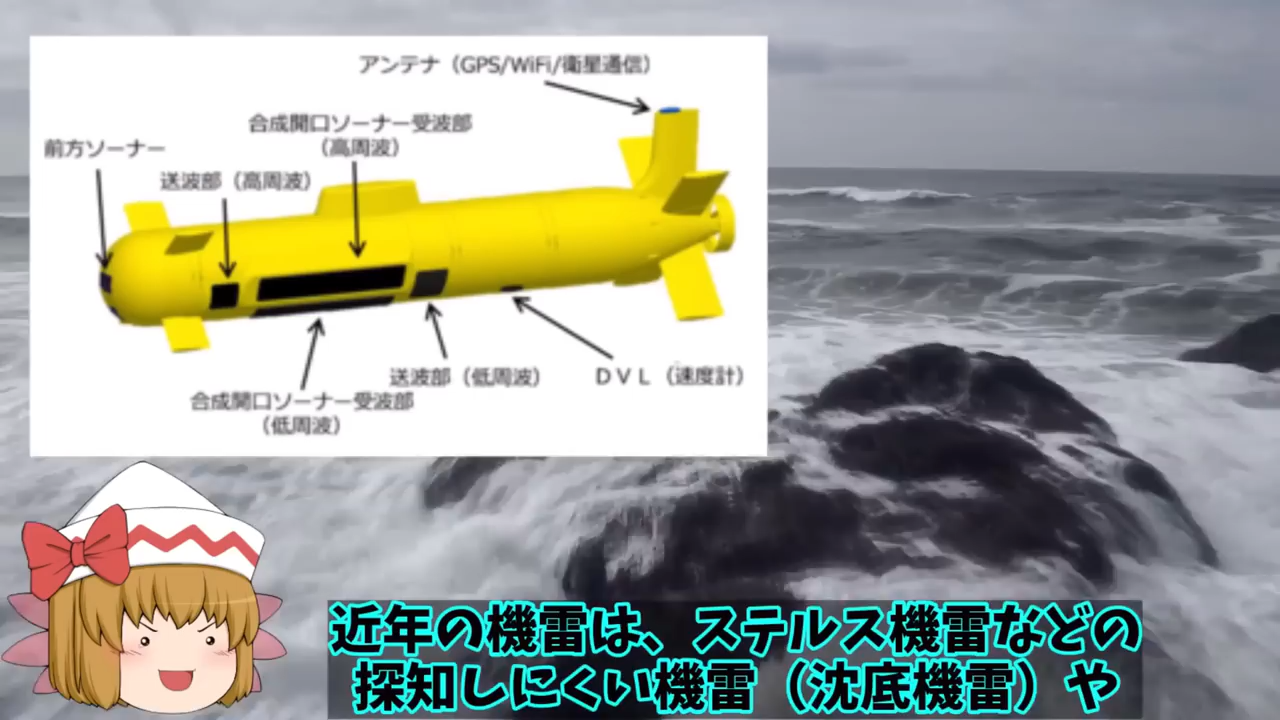 アンテナ（GPS/WiFi/衛星通信）
合成開口ソーナー受波部
（高周波）
前方ソーナー
送波部（高周波）
送波部（低周波）
DVL（速度計）
合成開口ソーナー受波部
（低周波）
近年の機雷は、ステルス機雷などの
探知しにくい機雷（沈底機雷）や